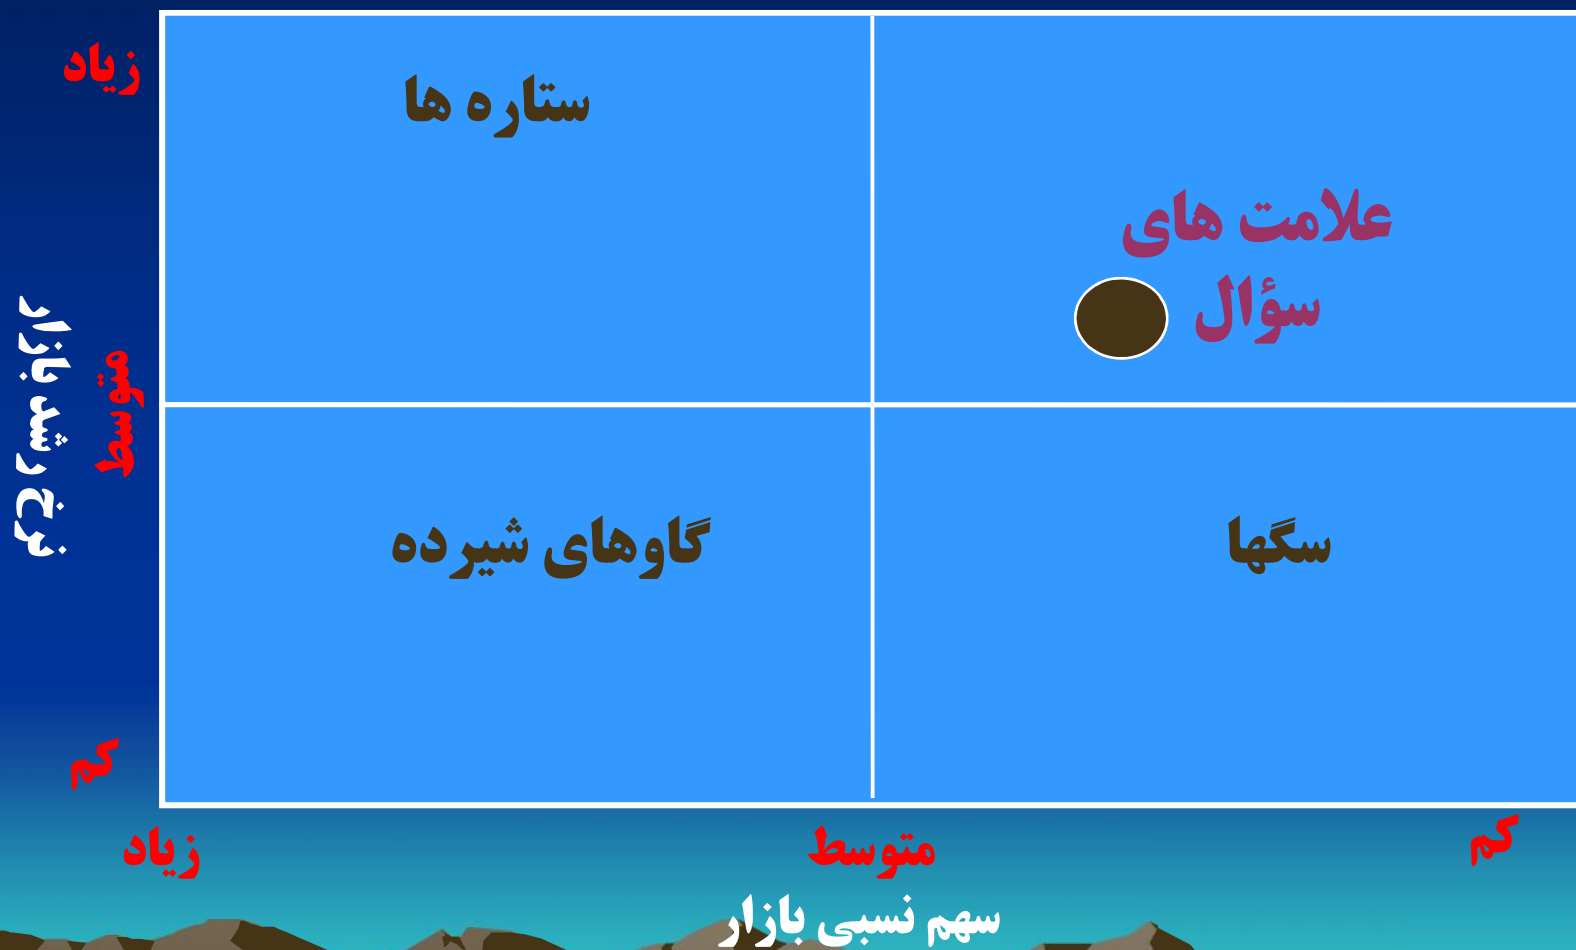 زیاد
ستاره ها
علامت های
سؤال
نرخ رشد بازار
متوسط
گاوهای شیرده
سگها
کم
زیاد
متوسط
کم
سهم نسبی بازار